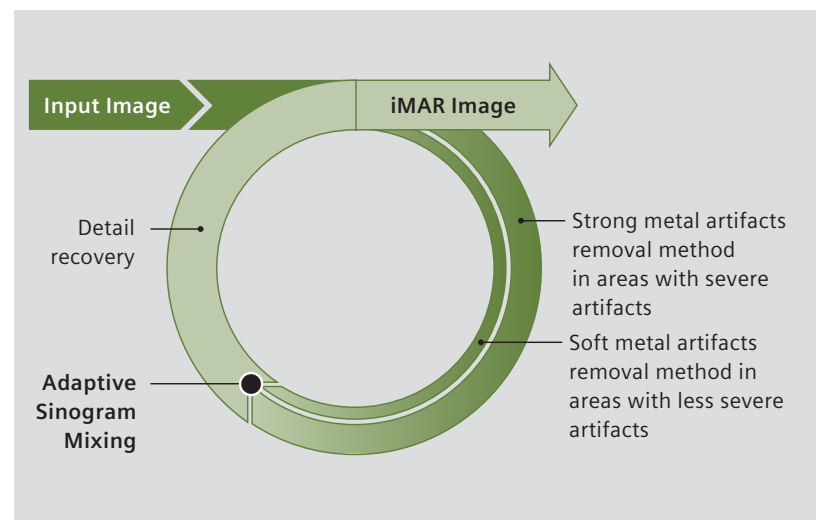 Input Image
iMAR Image
Detail
recovery
Strong metal artifacts
removal method
in areas with severe
artifacts
Soft metal artifacts
removal method in
areas with less severe
artifacts
Adaptive
Sinogram
Mixing